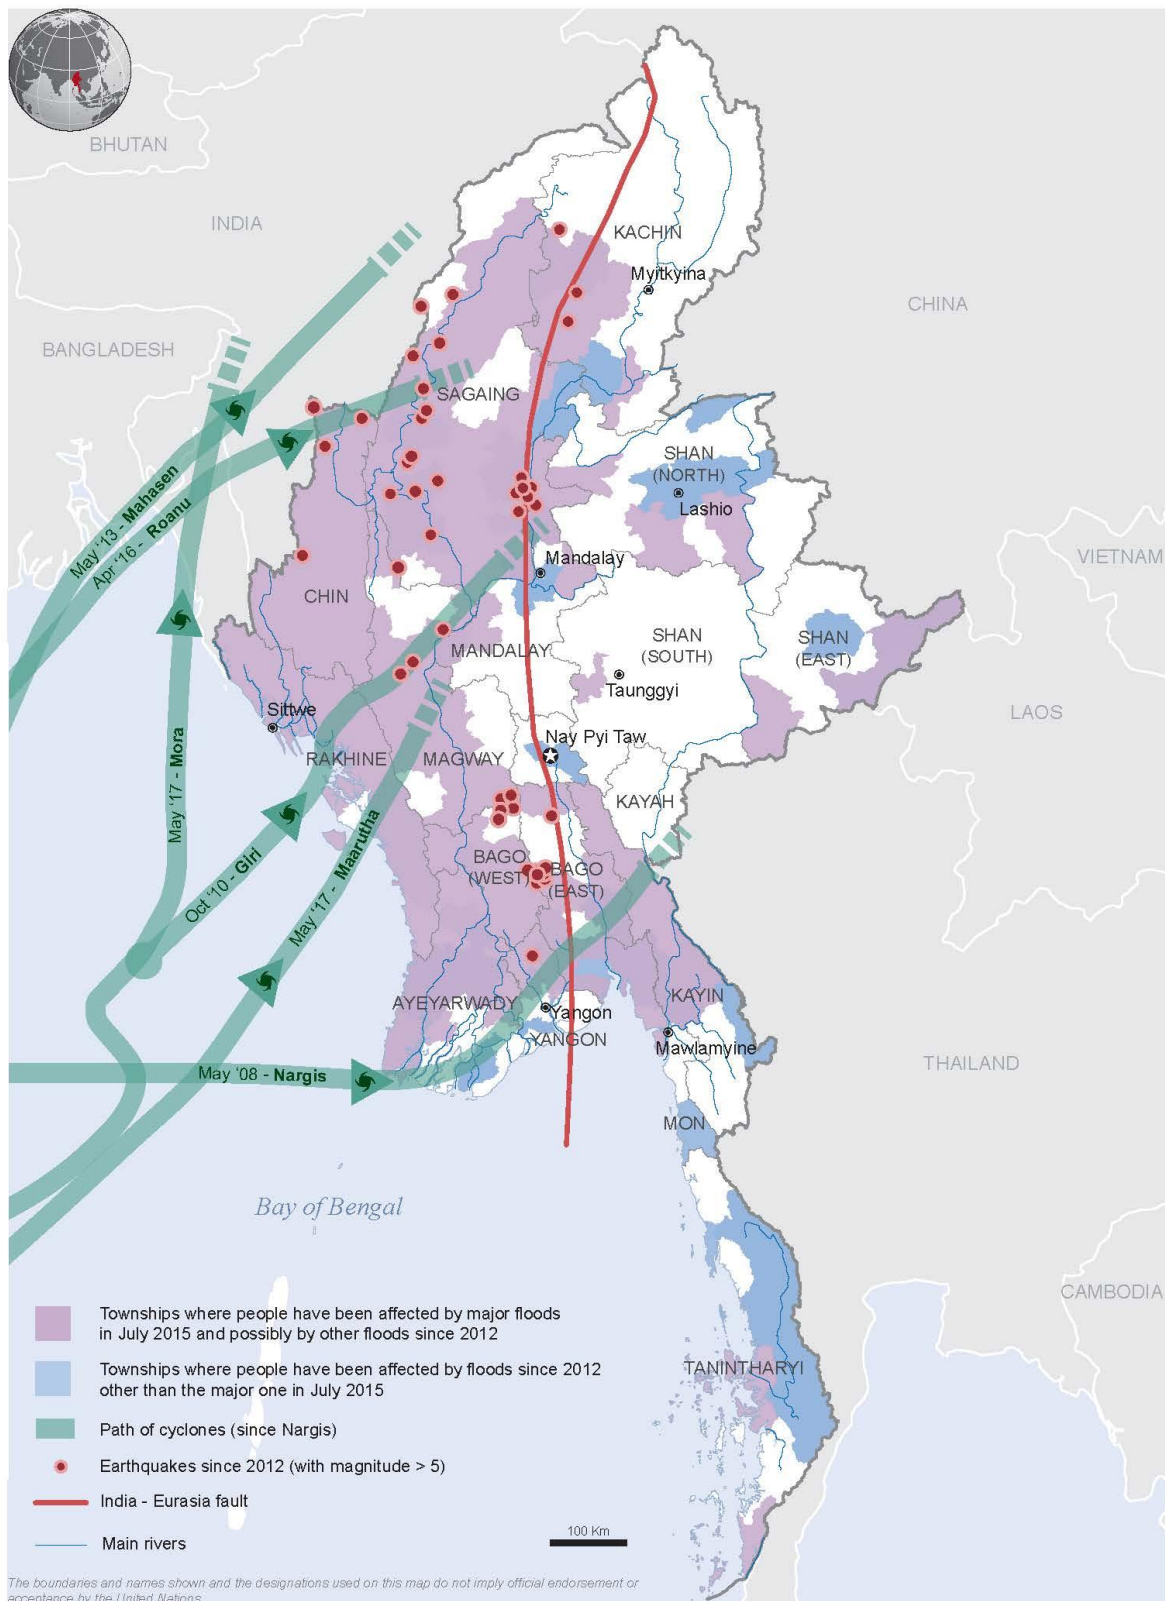 BHUTAN
INDIA
KACHIN
Myitkyina
CHINA
BANGLADESH
SAGAING
SHAN
(NORTH)
Lashio
May '13 - Mahasen
Apr '16 - Roanu
VIETNAM
Mandalay
CHIN
SHAN
(SOUTH)
SHAN
(EAST)
MANDALAY
Taunggyi
Sittwe
LAOS
Nay Pyi Taw
RAKHINE
MAGWAY
KAYAH
May '17 - Mora
Oct '10 - Giri
May '17 - Maarutha
BAGO
(WEST)
BAGO
(EAST)
AYEYARWADY
KAYIN
Yangon
YANGON
Mawlamyine
THAILAND
May '08 - Nargis
MON
Bay of Bengal
CAMBODIA
TANINTHARYI
Townships where people have been affected by major floods
in July 2015 and possibly by other floods since 2012
Townships where people have been affected by floods since 2012
other than the major one in July 2015
Path of cyclones (since Nargis)
Earthquakes since 2012 (with magnitude > 5)
India - Eurasia fault
Main rivers
100 Km
The boundaries and names shown and the designations used on this map do not imply official endorsement or
acceptance by the United Nations.